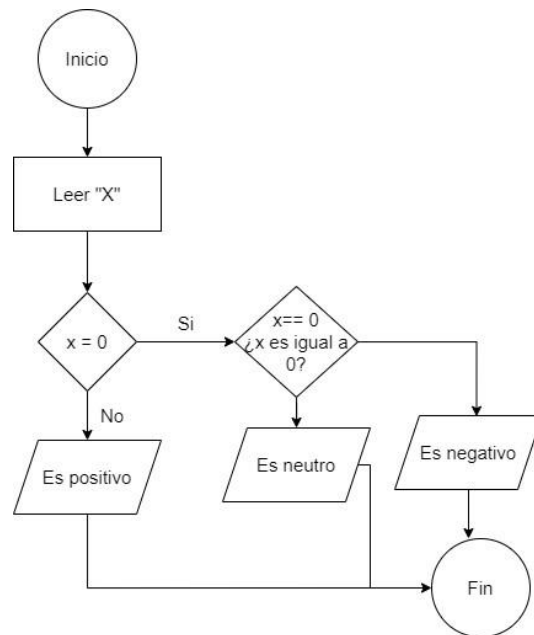 Inicio
Leer "X"
x = 0
Si
x== 0
¿x es igual a
0?
No
Es positivo
Es neutro
Es negativo
Fin